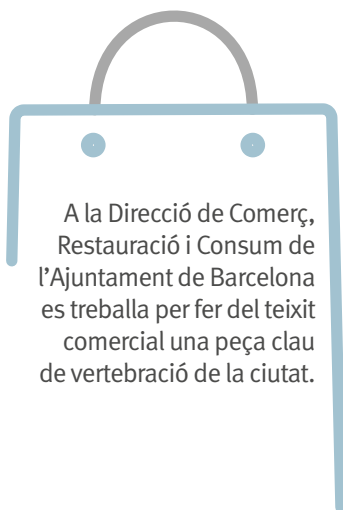 A la Direcció de Comerç,
Restauració i Consum de
l’Ajuntament de Barcelona
es treballa per fer del teixit
comercial una peça clau
de vertebració de la ciutat.